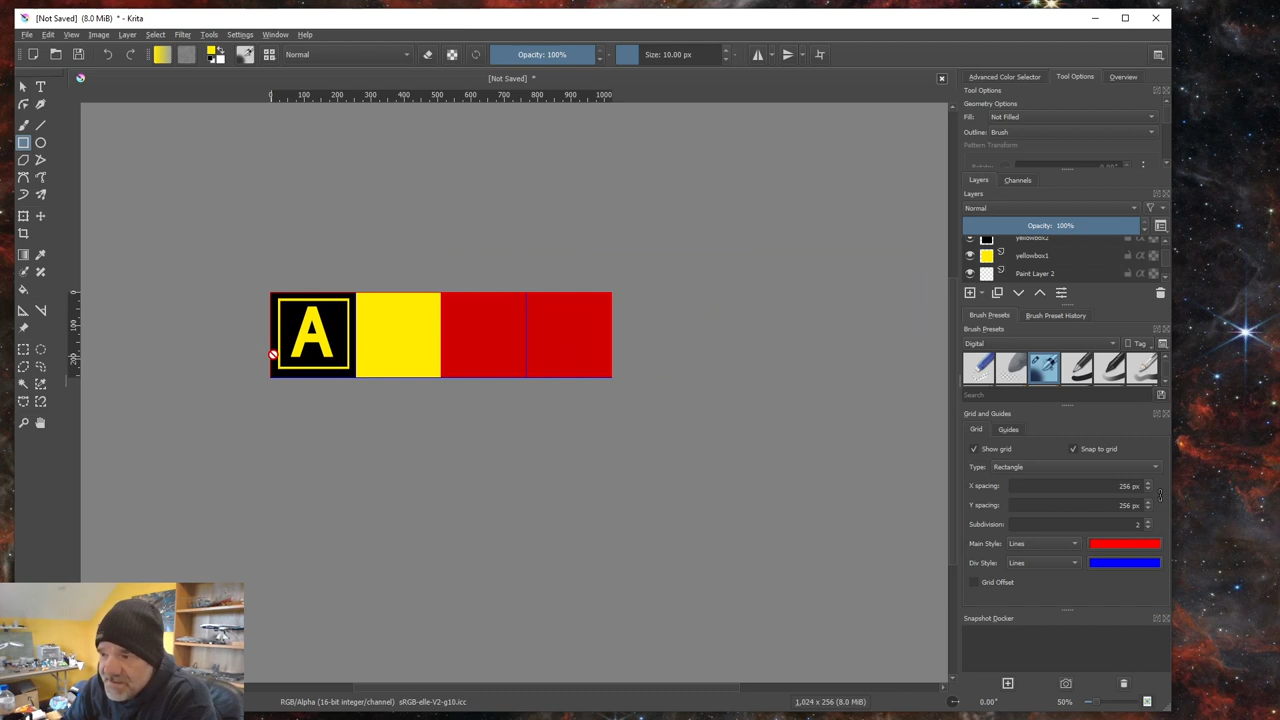 [Not Saved] (8.0 MiB) * - Krita
File Edit View Image Layer Select Filter Tools Settings Window Help
Normal
Opacity: 100%
Size: 10.00 px
[Not Saved] *
0 100 200 300 400 500 600 700 800 900 1000
0
100
200
A
Advanced Color Selector Tool Options Overview
Tool Options
Geometry Options
Fill: Not Filled
Outline: Brush
Pattern Transform
Layers Channels
Layers
Normal
Opacity: 100%
yellowbox2
yellowbox1
Paint Layer 2
Brush Presets Brush Preset History
Brush Presets
Digital Tag
Search
Grid and Guides
Grid Guides
Show grid Snap to grid
Type: Rectangle
X spacing: 256 px
Y spacing: 256 px
Subdivision: 2
Main Style: Lines
Div Style: Lines
Grid Offset
Snapshot Docker
RGB/Alpha (16-bit integer/channel) sRGB-elle-V2-g10.icc
1,024 x 256 (8.0 MiB)
0.00°
50%